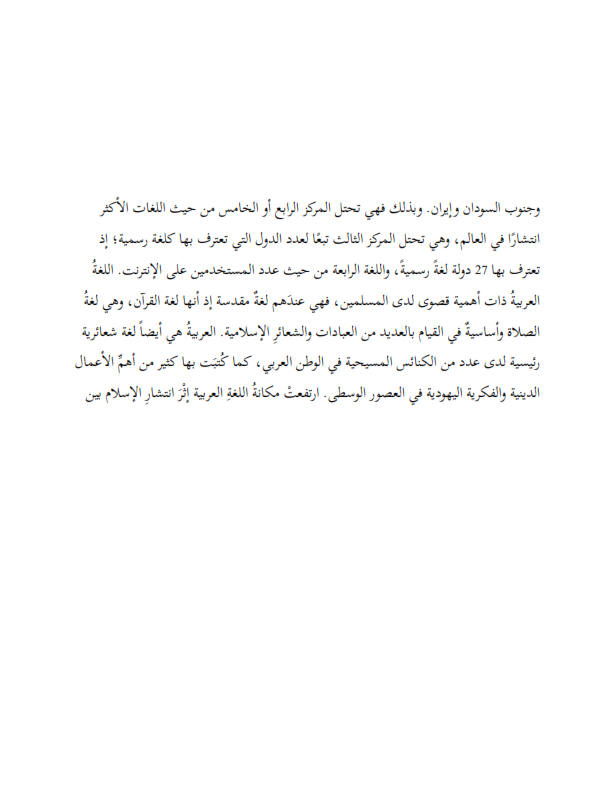 وجنوب السودان وإيران. وبذلك فهي تحتل المركز الرابع أو الخامس من حيث اللغات الأكثر
انتشارًا في العالم، وهي تحتل المركز الثالث تبعًا لعدد الدول التي تعترف بها كلغة رسمية؛ إذ
تعترف بها 27 دولة لغةً رسميةً، واللغة الرابعة من حيث عدد المستخدمين على الإنترنت. اللغةُ
العربيةُ ذات أهمية قصوى لدى المسلمين، فهي عندَهم لغةٌ مقدسة إذ أنها لغة القرآن، وهي لغةُ
الصلاة وأساسيةٌ في القيام بالعديد من العبادات والشعائرِ الإسلامية. العربيةُ هي أيضاً لغة شعائرية
رئيسية لدى عدد من الكنائس المسيحية في الوطن العربي، كما كُتبَت بها كثير من أهمِّ الأعمال
الدينية والفكرية اليهودية في العصور الوسطى. ارتفعتْ مكانةُ اللغةِ العربية إثْرَ انتشارِ الإسلام بين